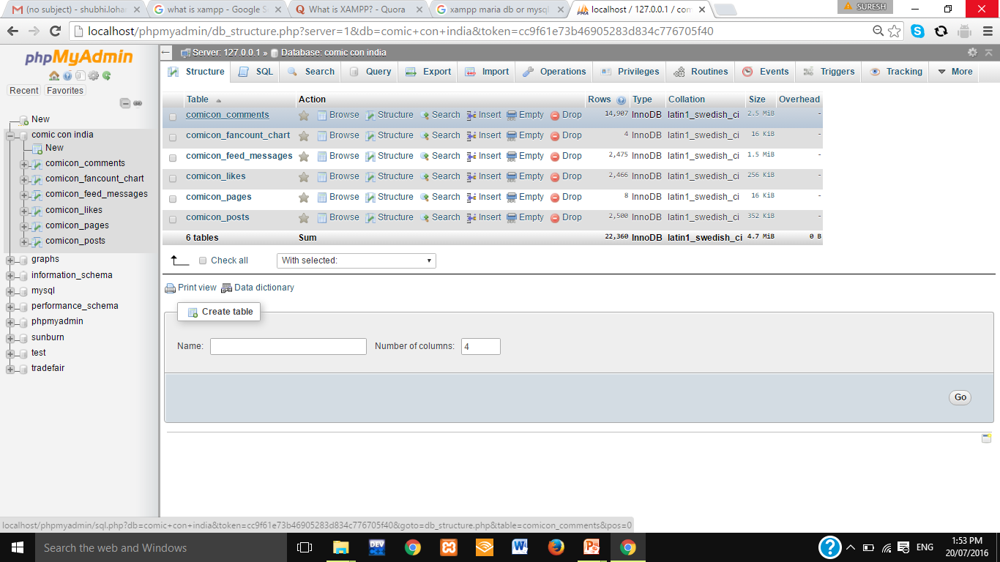 (no subject) - shubhi.lohar what is xampp - Google Se What is XAMPP? - Quora xampp maria db or mysql localhost / 127.0.0.1 / com SURESH
localhost/phpmyadmin/db_structure.php?server=1&db=comic+con+india&token=cc9f61e73b46905283d834c776705f40
phpMyAdmin
Recent Favorites
New
comic con india
New
comicon_comments
comicon_fancount_chart
comicon_feed_messages
comicon_likes
comicon_pages
comicon_posts
graphs
information_schema
mysql
performance_schema
phpmyadmin
sunburn
test
tradefair
Server: 127.0.0.1 » Database: comic con india
Structure SQL Search Query Export Import Operations Privileges Routines Events Triggers Tracking More
Table Action Rows Type Collation Size Overhead
comicon_comments Browse Structure Search Insert Empty Drop 14,907 InnoDB latin1_swedish_ci 2.5 MiB -
comicon_fancount_chart Browse Structure Search Insert Empty Drop 4 InnoDB latin1_swedish_ci 16 KiB -
comicon_feed_messages Browse Structure Search Insert Empty Drop 2,475 InnoDB latin1_swedish_ci 1.5 MiB -
comicon_likes Browse Structure Search Insert Empty Drop 2,466 InnoDB latin1_swedish_ci 256 KiB -
comicon_pages Browse Structure Search Insert Empty Drop 8 InnoDB latin1_swedish_ci 16 KiB -
comicon_posts Browse Structure Search Insert Empty Drop 2,500 InnoDB latin1_swedish_ci 352 KiB -
6 tables Sum 22,360 InnoDB latin1_swedish_ci 4.7 MiB 0 B
Check all With selected:
Print view Data dictionary
Create table
Name: Number of columns: 4
Go
localhost/phpmyadmin/sql.php?db=comic+con+india&token=cc9f61e73b46905283d834c776705f40&goto=db_structure.php&table=comicon_comments&pos=0
Search the web and Windows
DEV
ENG
1:53 PM
20/07/2016